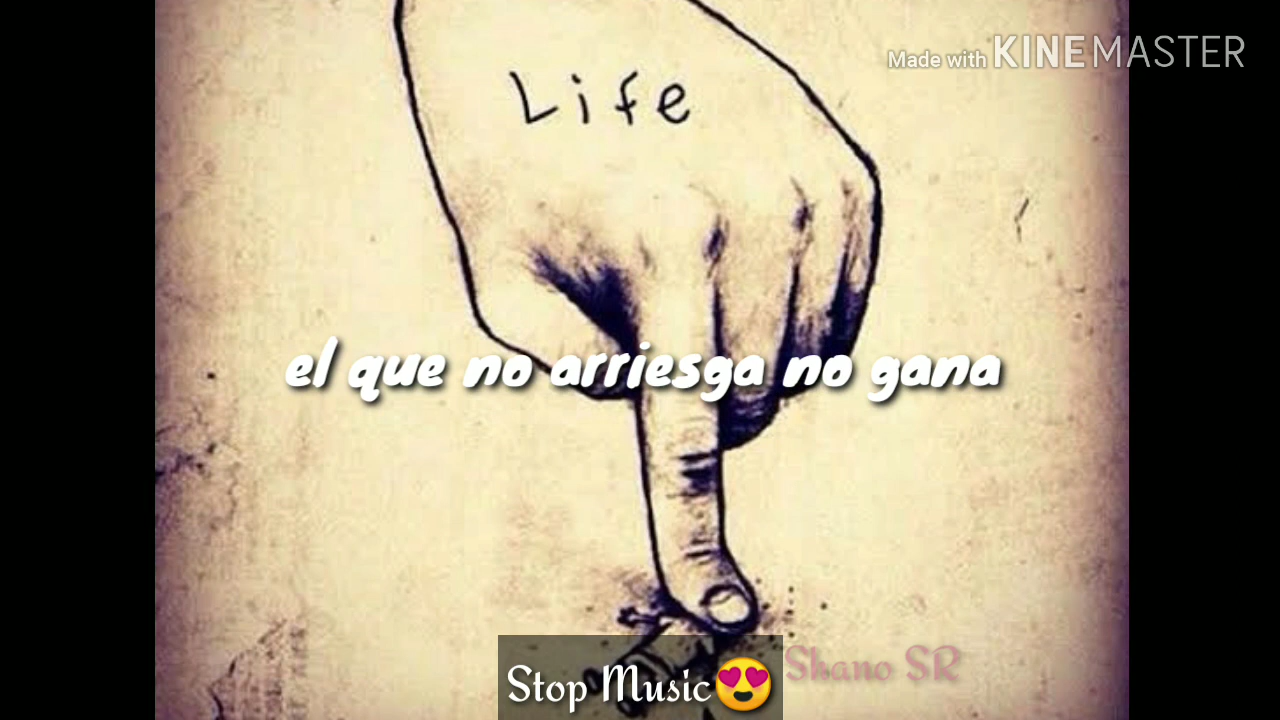 Made with KINEMASTER
Life
el que no arriesga no gana
Shano SR
Stop Music😍